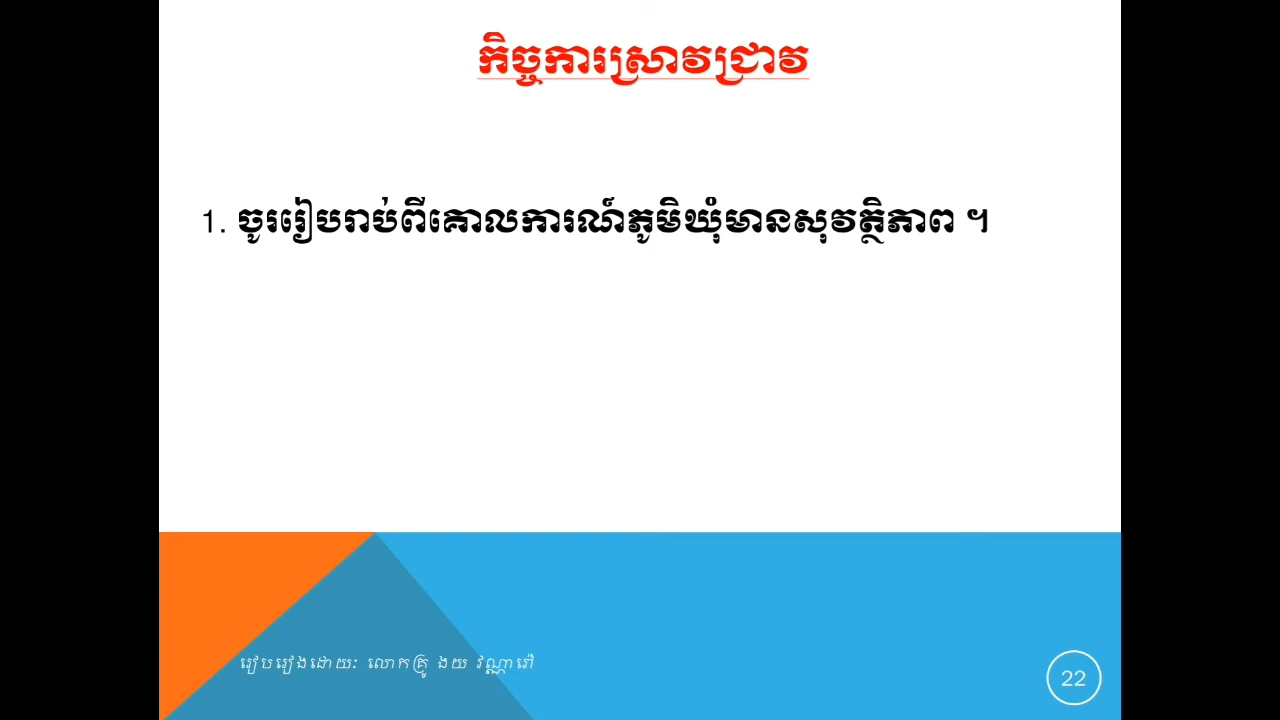 កិច្ចការស្រាវជ្រាវ
1. ចូររៀបរាប់ពីគោលការណ៍ភូមិឃុំមានសុវត្ថិភាព ។
រៀបរៀងដោយៈ លោកគ្រូ ងយ វណ្ណារ៉ៅ
22